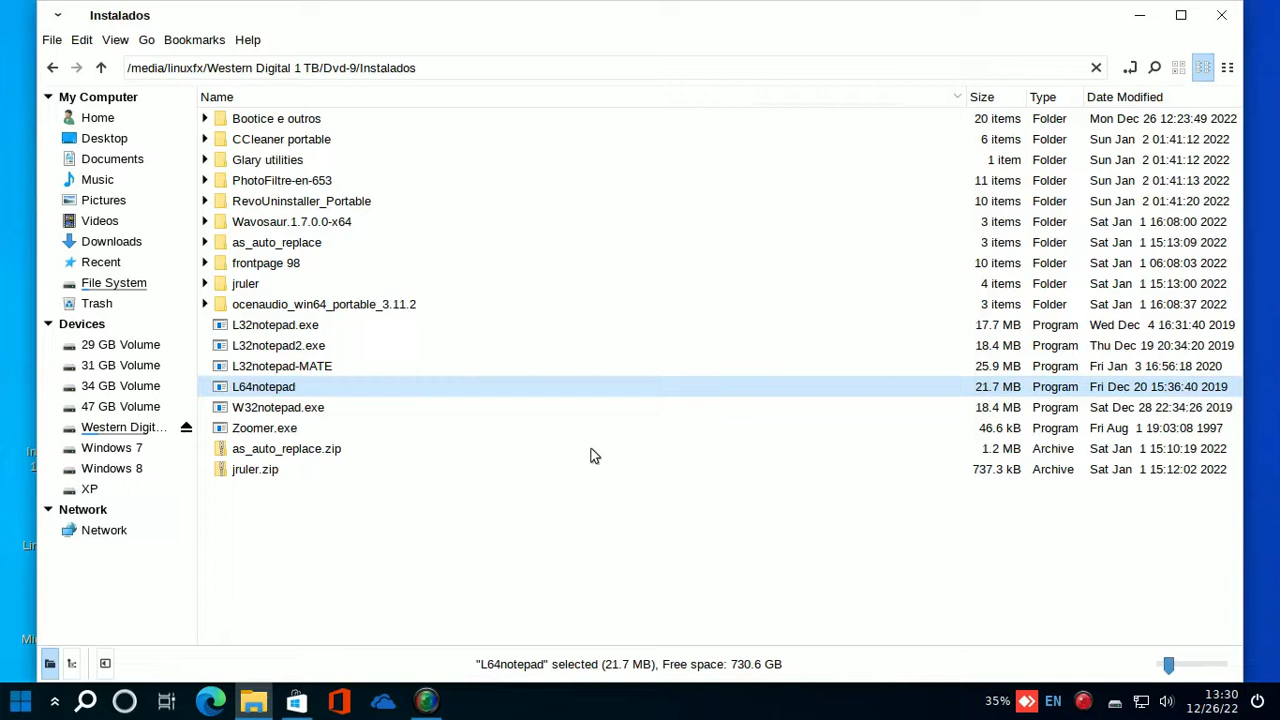 Instalados
File Edit View Go Bookmarks Help
/media/linuxfx/Western Digital 1 TB/Dvd-9/Instalados
My Computer
Home
Desktop
Documents
Music
Pictures
Videos
Downloads
Recent
File System
Trash
Devices
29 GB Volume
31 GB Volume
34 GB Volume
47 GB Volume
Western Digit...
Windows 7
Windows 8
XP
Network
Network
Name Size Type Date Modified
Bootice e outros 20 items Folder Mon Dec 26 12:23:49 2022
CCleaner portable 6 items Folder Sun Jan 2 01:41:12 2022
Glary utilities 1 item Folder Sun Jan 2 01:41:12 2022
PhotoFiltre-en-653 11 items Folder Sun Jan 2 01:41:13 2022
RevoUninstaller_Portable 10 items Folder Sun Jan 2 01:41:20 2022
Wavosaur.1.7.0.0-x64 3 items Folder Sat Jan 1 16:08:00 2022
as_auto_replace 3 items Folder Sat Jan 1 15:13:09 2022
frontpage 98 10 items Folder Sat Jan 1 06:08:03 2022
jruler 4 items Folder Sat Jan 1 15:13:00 2022
ocenaudio_win64_portable_3.11.2 3 items Folder Sat Jan 1 16:08:37 2022
L32notepad.exe 17.7 MB Program Wed Dec 4 16:31:40 2019
L32notepad2.exe 18.4 MB Program Thu Dec 19 20:34:20 2019
L32notepad-MATE 25.9 MB Program Fri Jan 3 16:56:18 2020
L64notepad 21.7 MB Program Fri Dec 20 15:36:40 2019
W32notepad.exe 18.4 MB Program Sat Dec 28 22:34:26 2019
Zoomer.exe 46.6 kB Program Fri Aug 1 19:03:08 1997
as_auto_replace.zip 1.2 MB Archive Sat Jan 1 15:10:19 2022
jruler.zip 737.3 kB Archive Sat Jan 1 15:12:02 2022
"L64notepad" selected (21.7 MB), Free space: 730.6 GB
35% EN 13:30
12/26/22